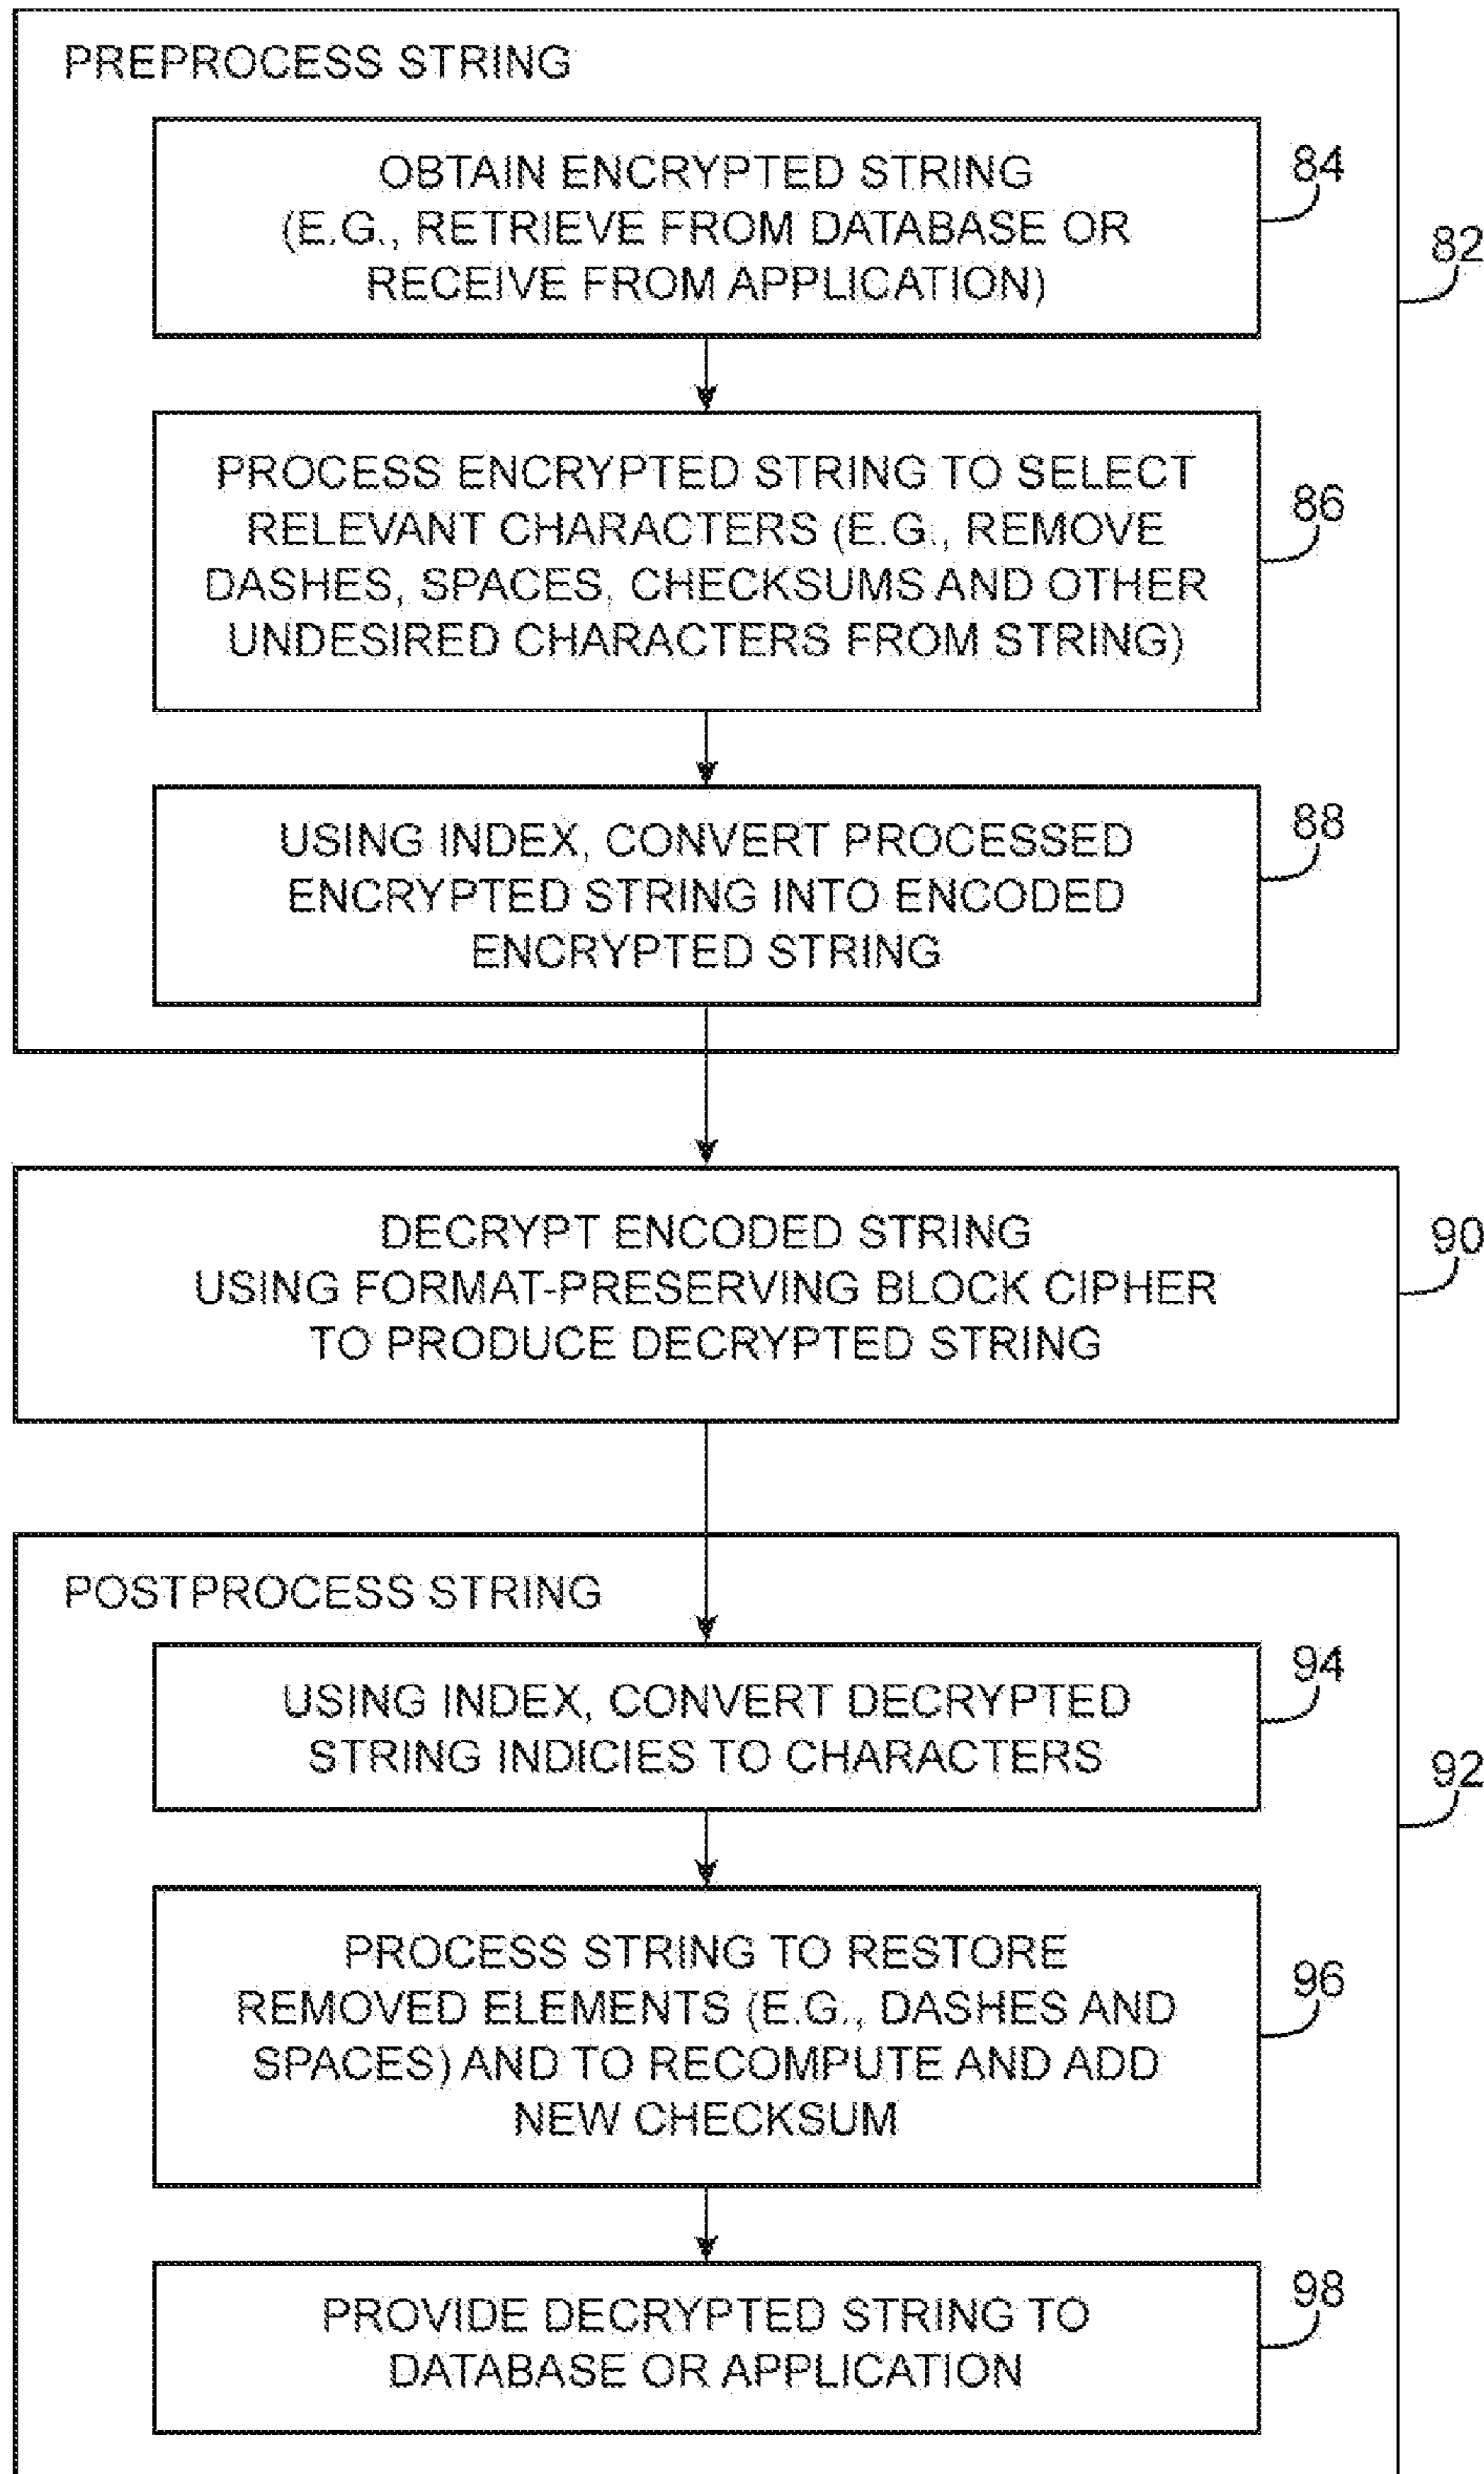 PREPROCESS STRING
OBTAIN ENCRYPTED STRING
(E.G., RETRIEVE FROM DATABASE OR
RECEIVE FROM APPLICATION)
84
82
PROCESS ENCRYPTED STRING TO SELECT
RELEVANT CHARACTERS (E.G., REMOVE
DASHES, SPACES, CHECKSUMS AND OTHER
UNDESIRED CHARACTERS FROM STRING)
86
USING INDEX, CONVERT PROCESSED
ENCRYPTED STRING INTO ENCODED
ENCRYPTED STRING
88
DECRYPT ENCODED STRING
USING FORMAT-PRESERVING BLOCK CIPHER
TO PRODUCE DECRYPTED STRING
90
POSTPROCESS STRING
USING INDEX, CONVERT DECRYPTED
STRING INDICIES TO CHARACTERS
94
92
PROCESS STRING TO RESTORE
REMOVED ELEMENTS (E.G., DASHES AND
SPACES) AND TO RECOMPUTE AND ADD
NEW CHECKSUM
96
PROVIDE DECRYPTED STRING TO
DATABASE OR APPLICATION
98